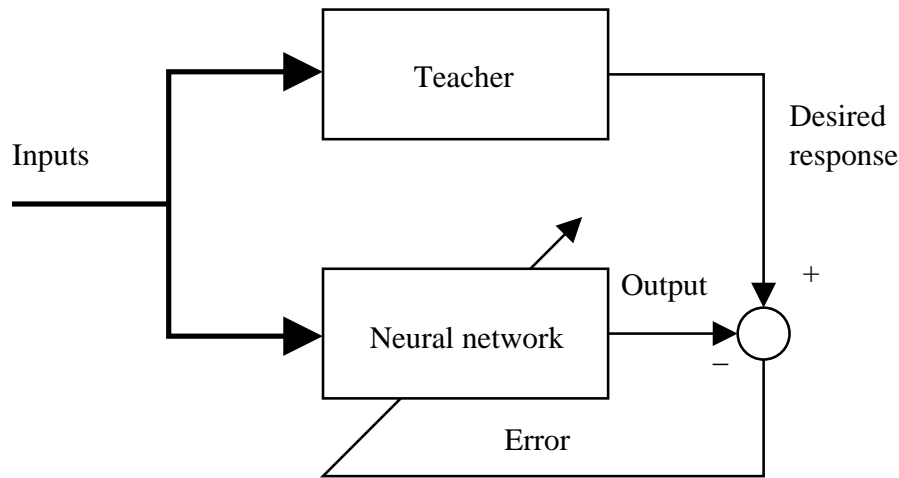 Teacher
Inputs
Desired
response
Output
+
Neural network
−
Error